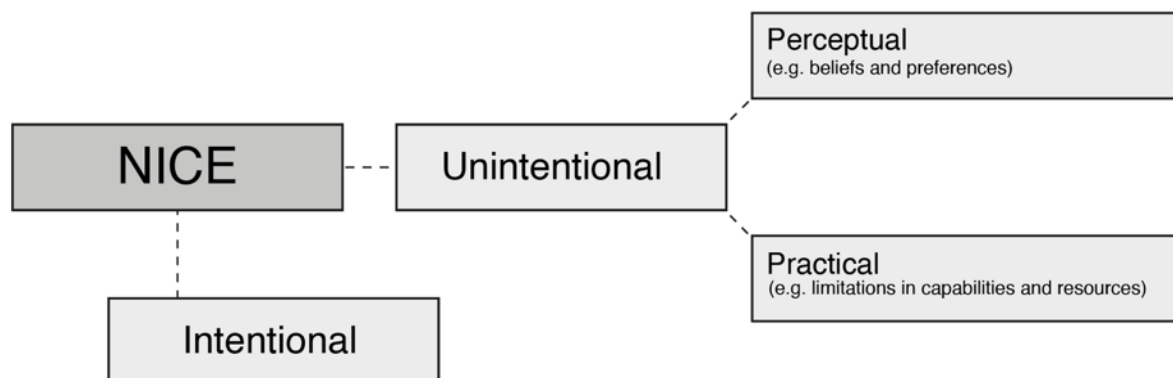 Perceptual
(e.g. beliefs and preferences)
NICE
Unintentional
Practical
(e.g. limitations in capabilities and resources)
Intentional